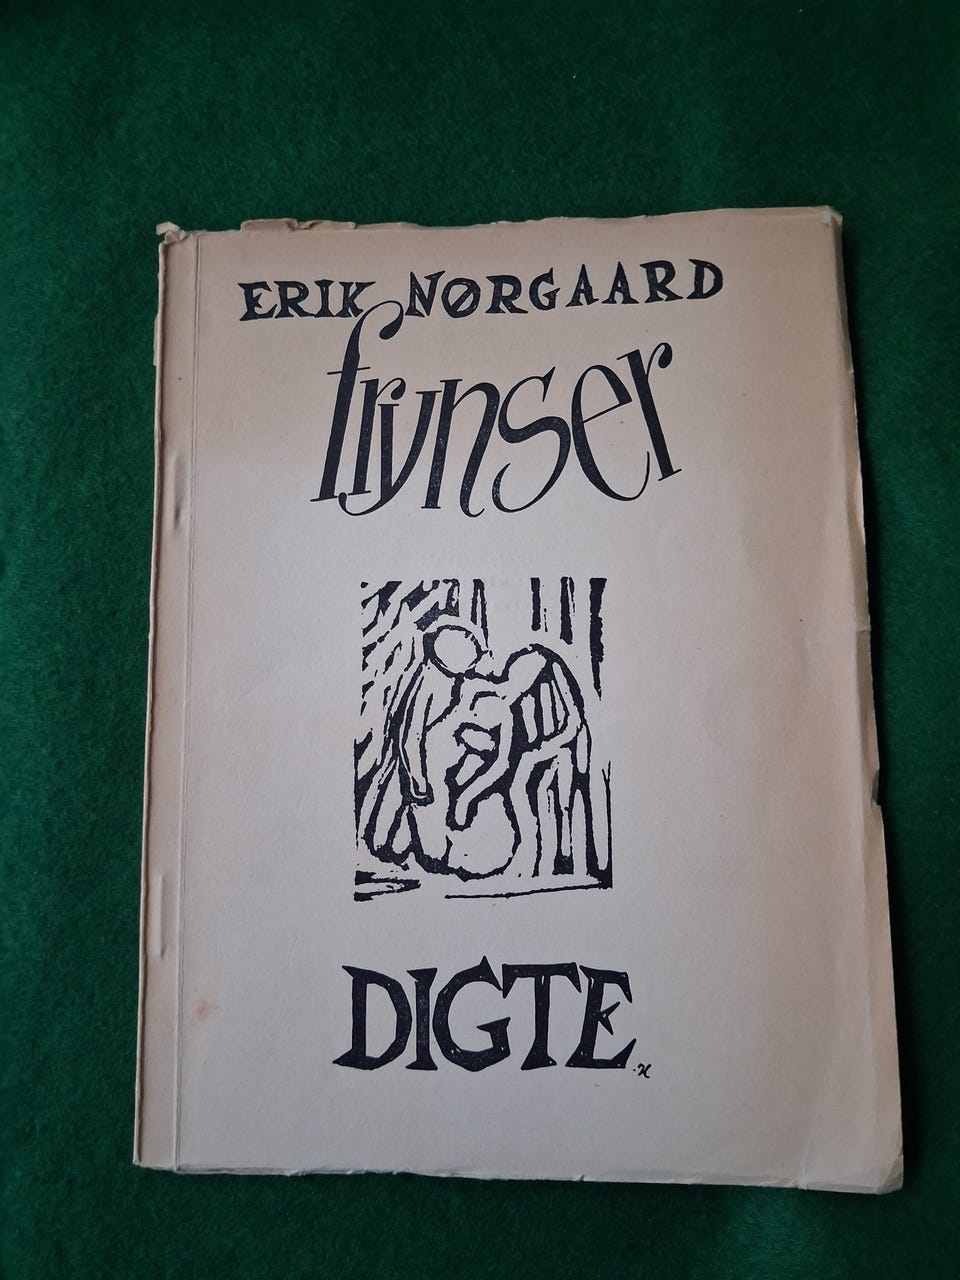 ERIK NØRGAARD
frynser
DIGTE